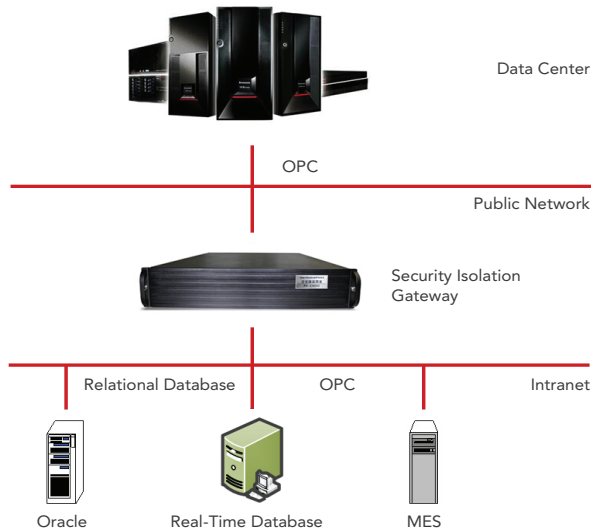 Data Center
OPC
Public Network
Security Isolation
Gateway
Relational Database
OPC
Intranet
Oracle
Real-Time Database
MES